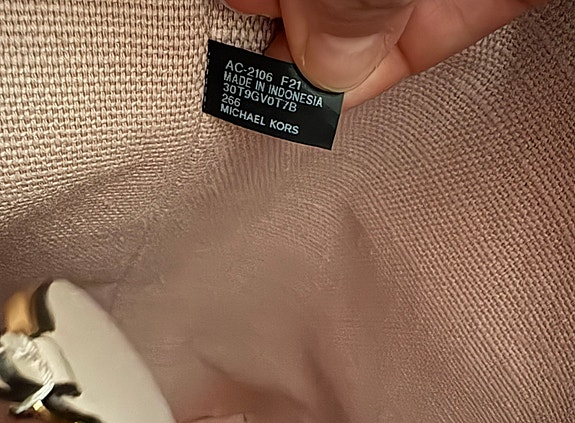 AC-2106 F21
MADE IN INDONESIA
30T9GV0T7B
266
MICHAEL KORS